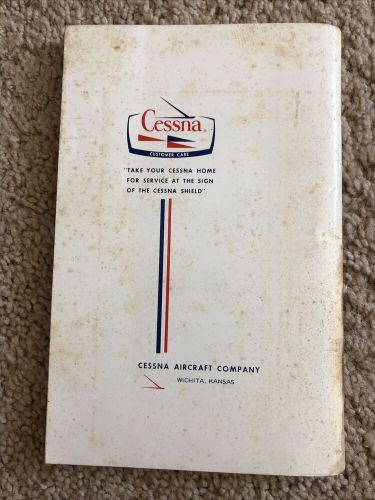 Cessna®
CUSTOMER CARE
"TAKE YOUR CESSNA HOME
FOR SERVICE AT THE SIGN
OF THE CESSNA SHIELD".
CESSNA AIRCRAFT COMPANY
WICHITA, KANSAS